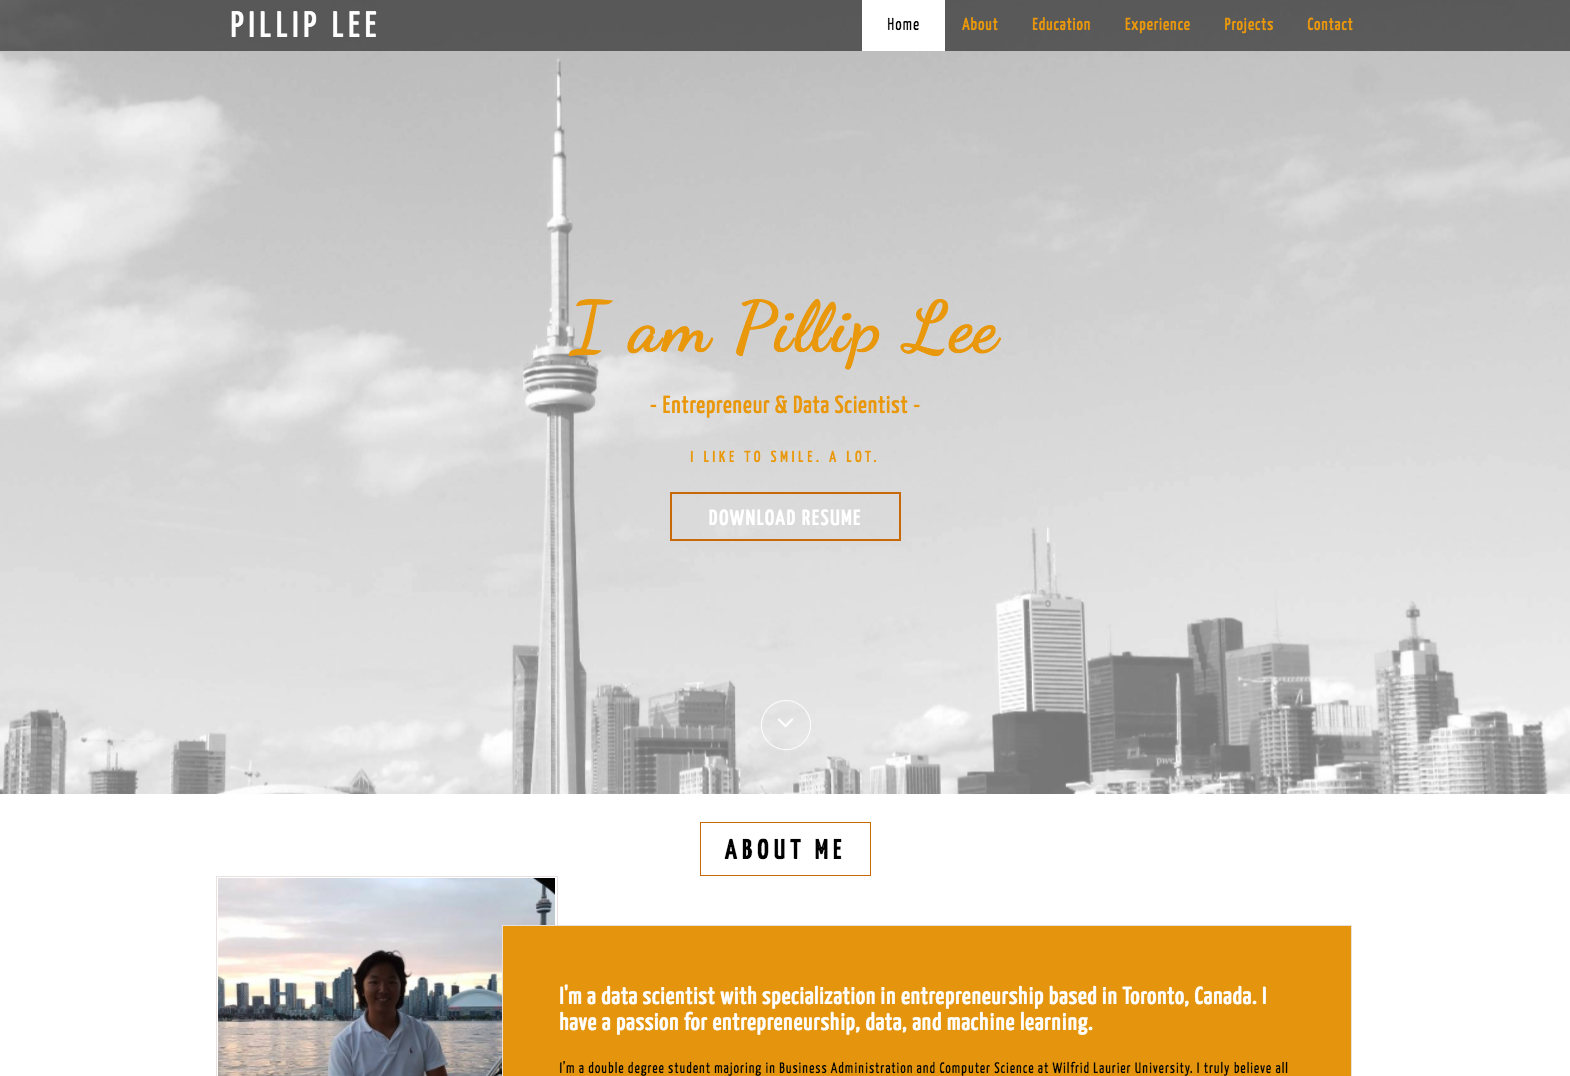 PILLIP LEE
Home About Education Experience Projects Contact
I am Pillip Lee
- Entrepreneur & Data Scientist -
I LIKE TO SMILE. A LOT.
DOWNLOAD RESUME
pwc
ABOUT ME
I'm a data scientist with specialization in entrepreneurship based in Toronto, Canada. I
have a passion for entrepreneurship, data, and machine learning.
I'm a double degree student majoring in Business Administration and Computer Science at Wilfrid Laurier University. I truly believe all